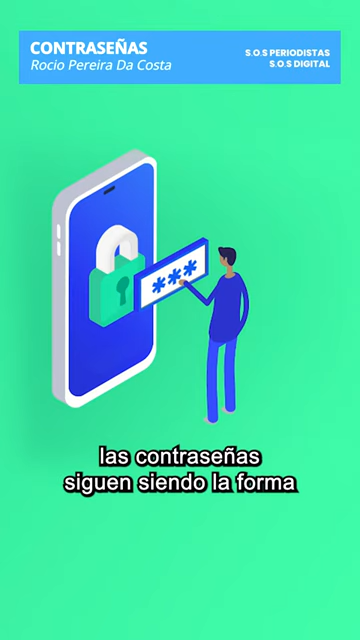 CONTRASEÑAS
Rocio Pereira Da Costa
S.O.S PERIODISTAS
S.O.S DIGITAL
***
las contraseñas
siguen siendo la forma